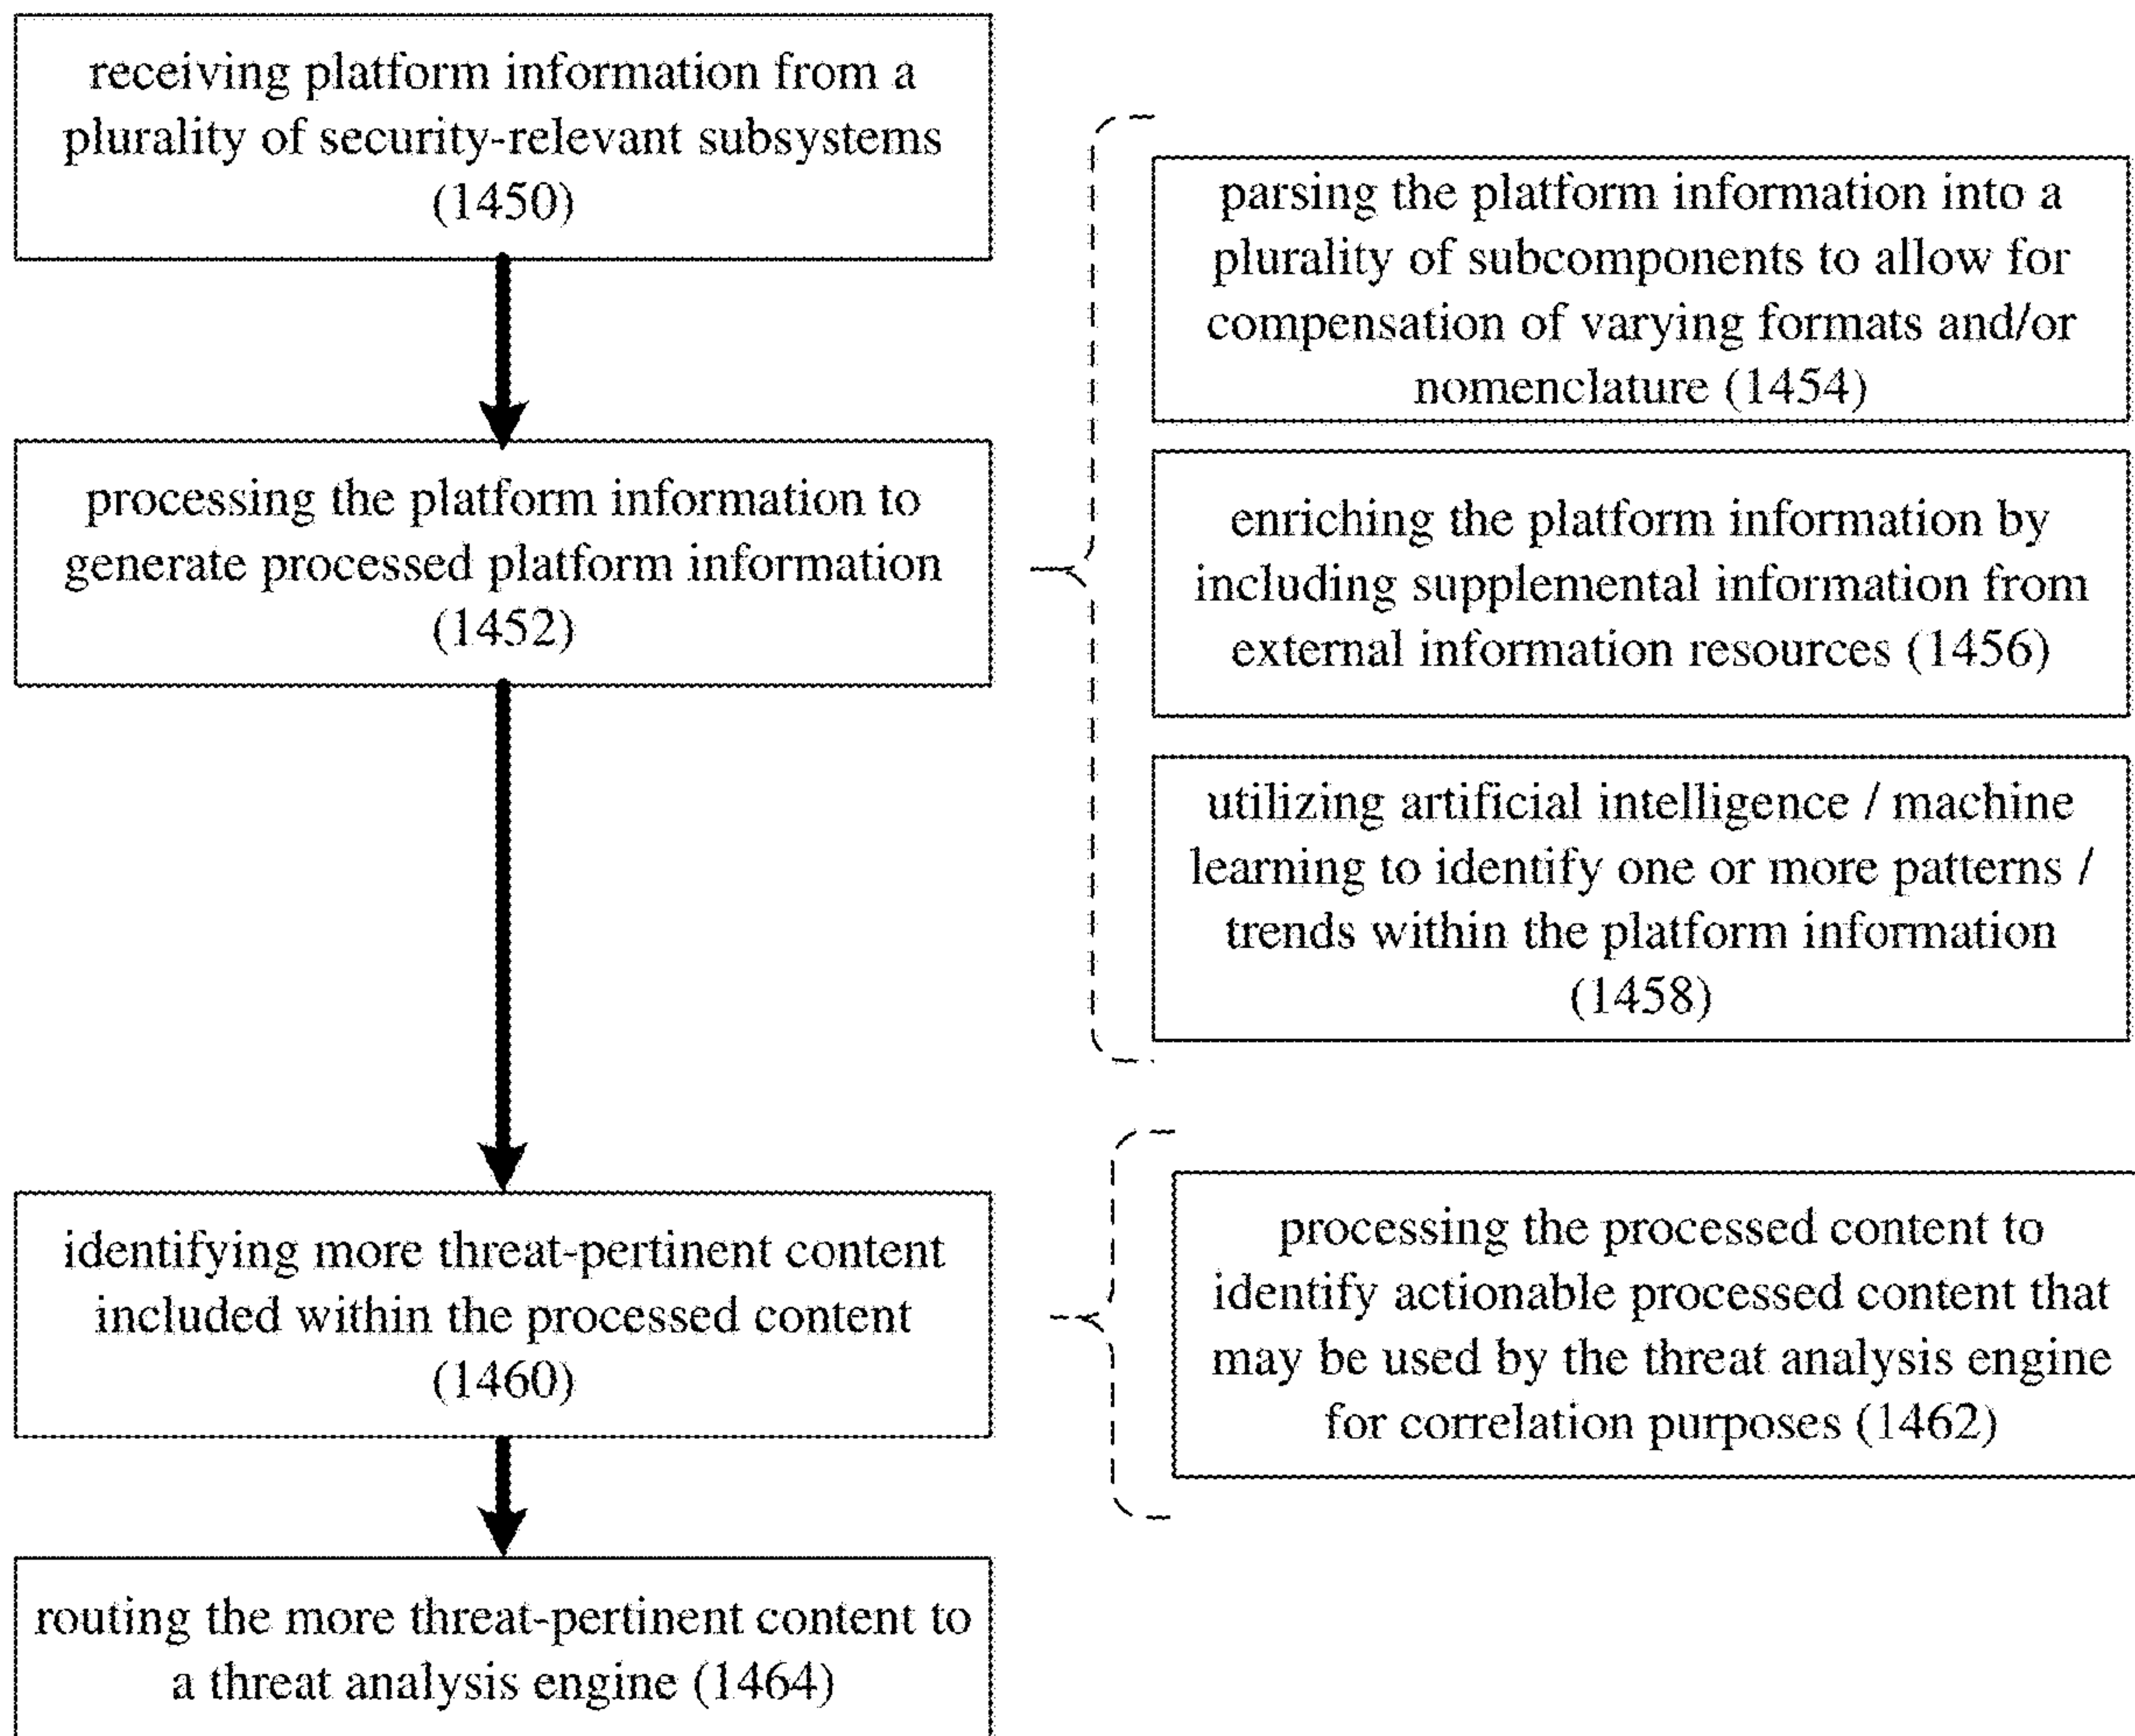 receiving platform information from a
plurality of security-relevant subsystems
(1450)
processing the platform information to
generate processed platform information
(1452)
parsing the platform information into a
plurality of subcomponents to allow for
compensation of varying formats and/or
nomenclature (1454)
enriching the platform information by
including supplemental information from
external information resources (1456)
utilizing artificial intelligence / machine
learning to identify one or more patterns /
trends within the platform information
(1458)
identifying more threat-pertinent content
included within the processed content
(1460)
processing the processed content to
identify actionable processed content that
may be used by the threat analysis engine
for correlation purposes (1462)
routing the more threat-pertinent content to
a threat analysis engine (1464)